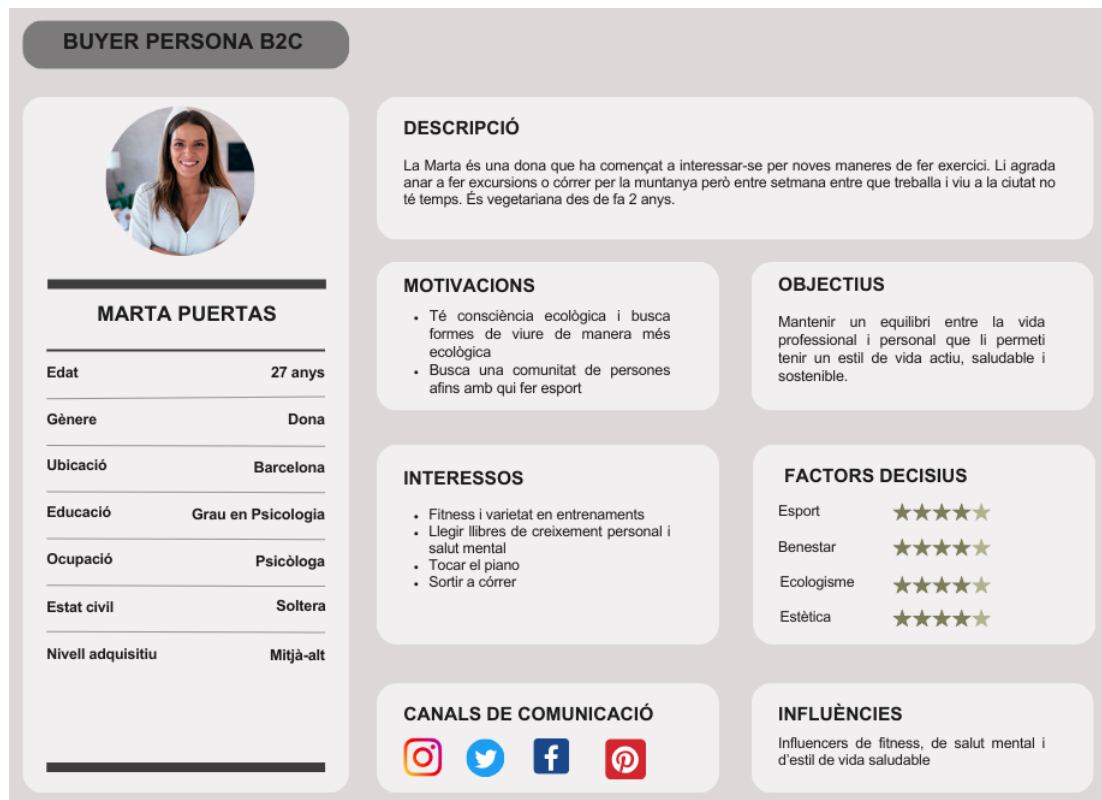 BUYER PERSONA B2C
MARTA PUERTAS
Edat 27 anys
Gènere Dona
Ubicació Barcelona
Educació Grau en Psicologia
Ocupació Psicòloga
Estat civil Soltera
Nivell adquisitiu Mitjà-alt
DESCRIPCIÓ
La Marta és una dona que ha començat a interessar-se per noves maneres de fer exercici. Li agrada
anar a fer excursions o córrer per la muntanya però entre setmana entre que treballa i viu a la ciutat no
té temps. És vegetariana des de fa 2 anys.
MOTIVACIONS
• Té consciència ecològica i busca
formes de viure de manera més
ecològica
• Busca una comunitat de persones
afins amb qui fer esport
OBJECTIUS
Mantenir un equilibri entre la vida
professional i personal que li permeti
tenir un estil de vida actiu, saludable i
sostenible.
INTERESSOS
• Fitness i varietat en entrenaments
• Llegir llibres de creixement personal i
salut mental
• Tocar el piano
• Sortir a córrer
FACTORS DECISIUS
Esport
Benestar
Ecologisme
Estètica
CANALS DE COMUNICACIÓ
INFLUÈNCIES
Influencers de fitness, de salut mental i
d'estil de vida saludable